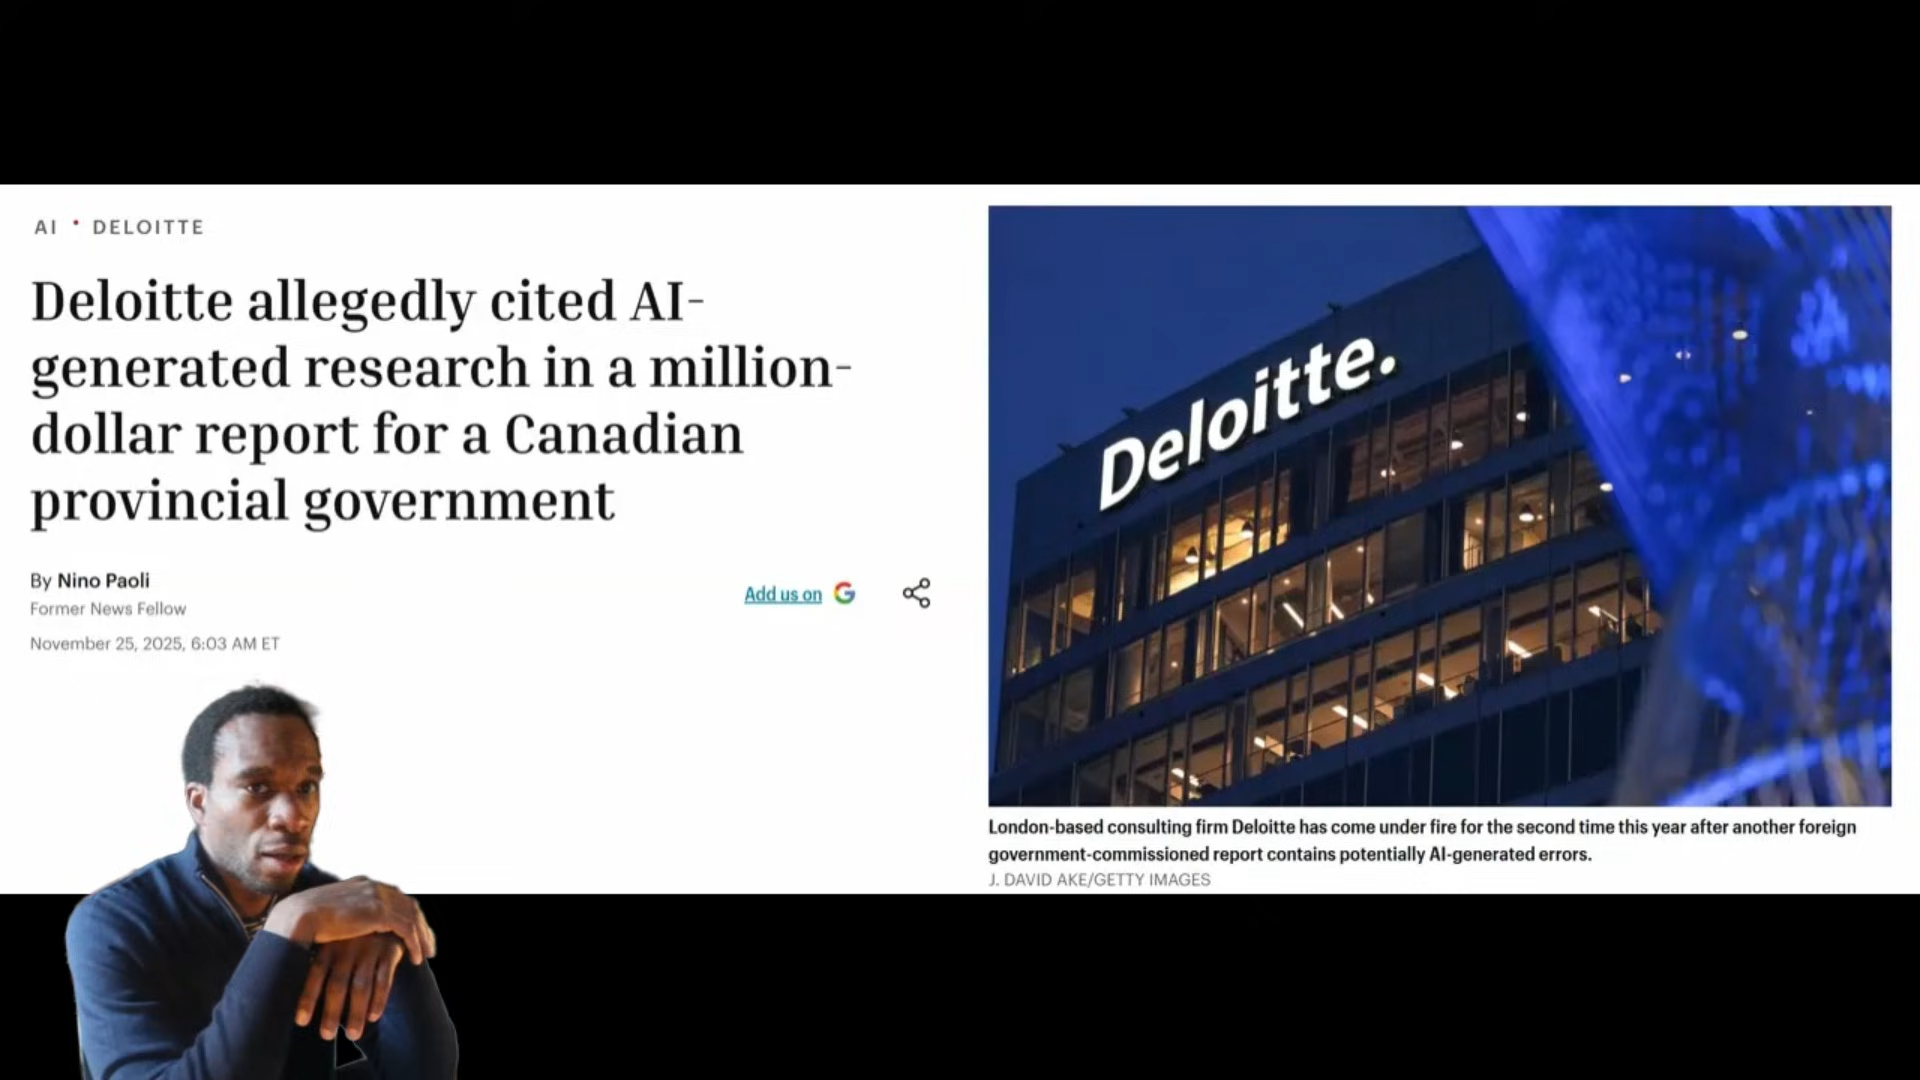 AI • DELOITTE
Deloitte allegedly cited AI-
generated research in a million-
dollar report for a Canadian
provincial government
By Nino Paoli
Former News Fellow
November 25, 2025, 6:03 AM ET
Add us on G
Deloitte.
London-based consulting firm Deloitte has come under fire for the second time this year after another foreign
government-commissioned report contains potentially AI-generated errors.
J. DAVID AKE/GETTY IMAGES